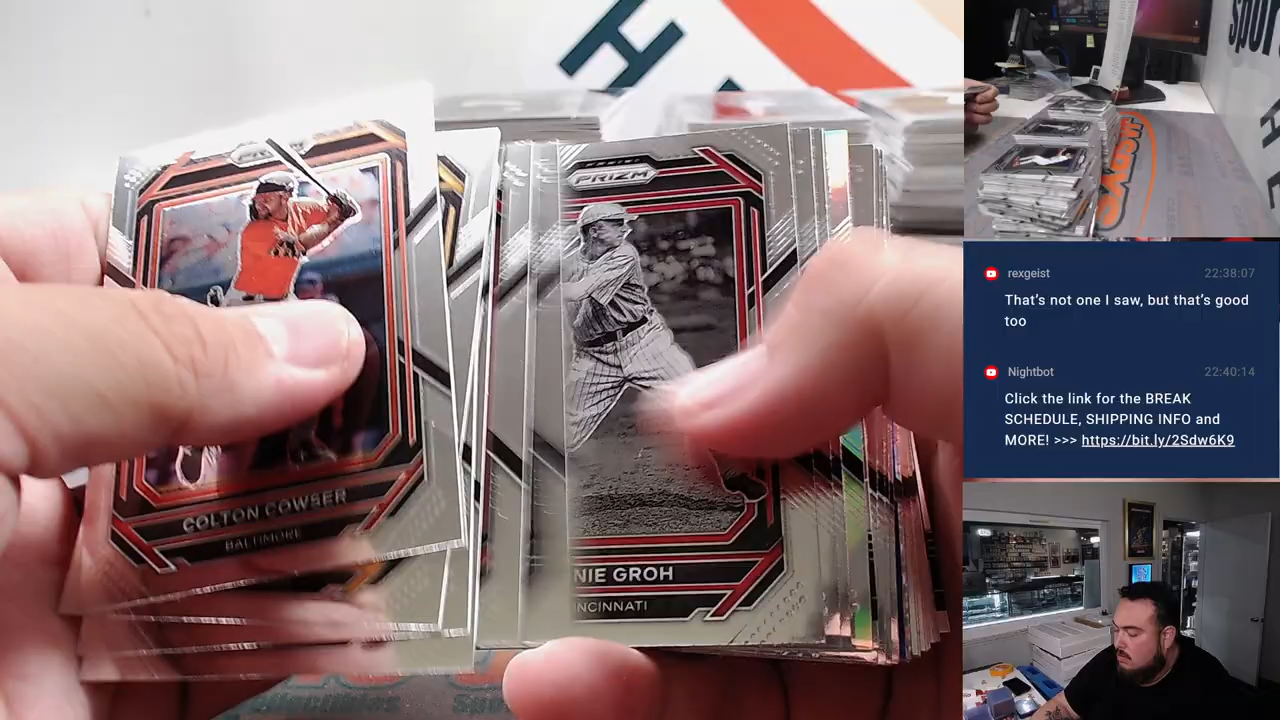 PRIZM
COLTON COWSER
BALTIMORE
PANINI
PRIZM
NIE GROH
NCINNATI
rexgeist 22:38:07
That's not one I saw, but that's good
too
Nightbot 22:40:14
Click the link for the BREAK
SCHEDULE, SHIPPING INFO and
MORE! >>> https://bit.ly/2Sdw6K9